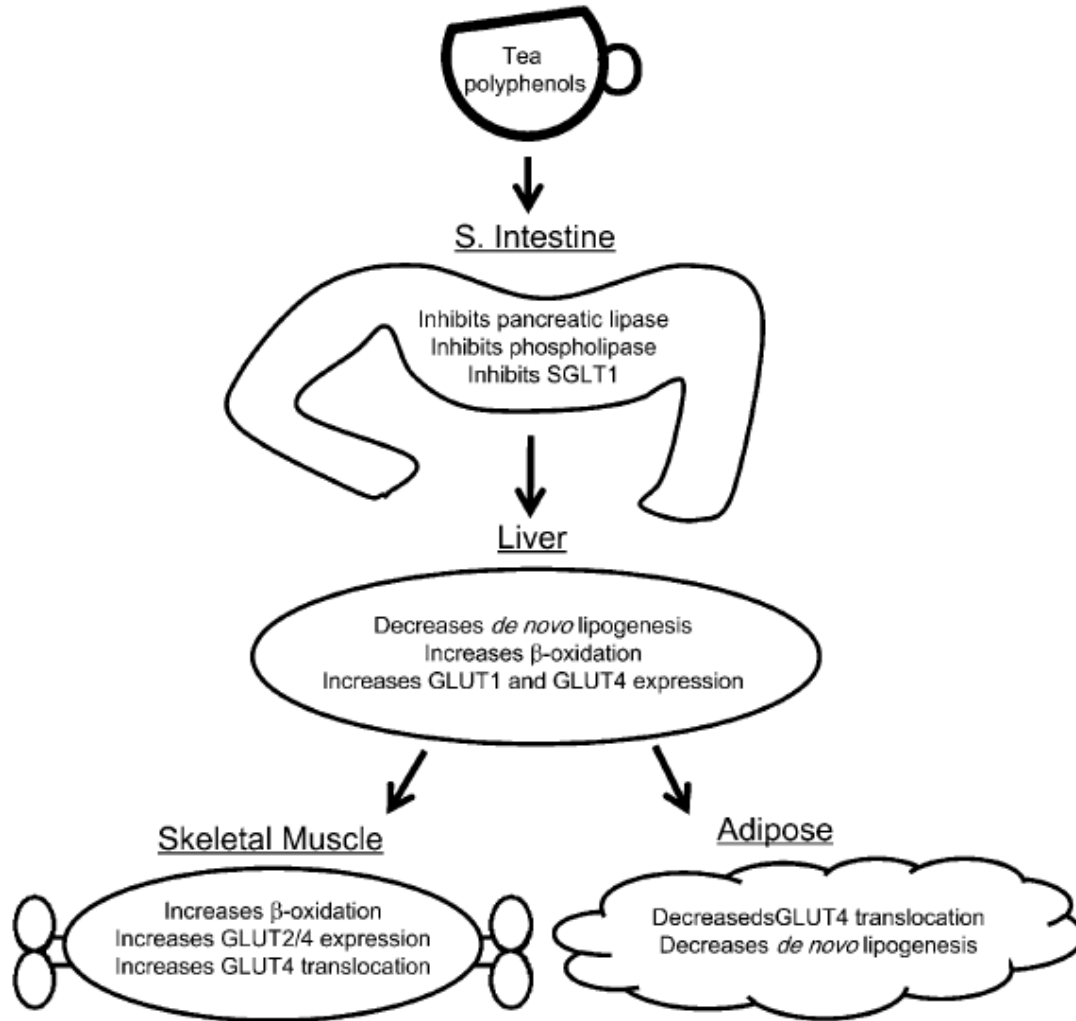 Tea
polyphenols
S. Intestine
Inhibits pancreatic lipase
Inhibits phospholipase
Inhibits SGLT1
Liver
Decreases de novo lipogenesis
Increases β-oxidation
Increases GLUT1 and GLUT4 expression
Skeletal Muscle
Increases β-oxidation
Increases GLUT2/4 expression
Increases GLUT4 translocation
Adipose
DecreasedsGLUT4 translocation
Decreases de novo lipogenesis